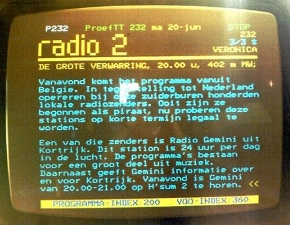 P232 ProefTT 232 ma 20-jun STOP
232
radio 2 3/3 s
VERONICA
DE GROTE VERWARRING, 20.00 u, 402 m MW;
Vanavond komt het programma vanuit
Belgie. In tegenstelling tot Nederland
opereren bij onze zuiderburen honderden
lokale radiozenders. Ooit zijn ze
begonnen als piraat, nu proberen deze
stations op korte termijn legaal te
worden.
Een van die zenders is Radio Gemini uit
Kortrijk. Dit station is 24 uur per dag
in de lucht. De programma's bestaan
voor een groot deel uit muziek.
Daarnaast geeft Gemini informatie over
en voor Kortrijk. Vanavond is Gemini
van 20.00-21.00 op H'sum 2 te horen. <<
PROGRAMMA-INDEX:200 VOO-INDEX:360